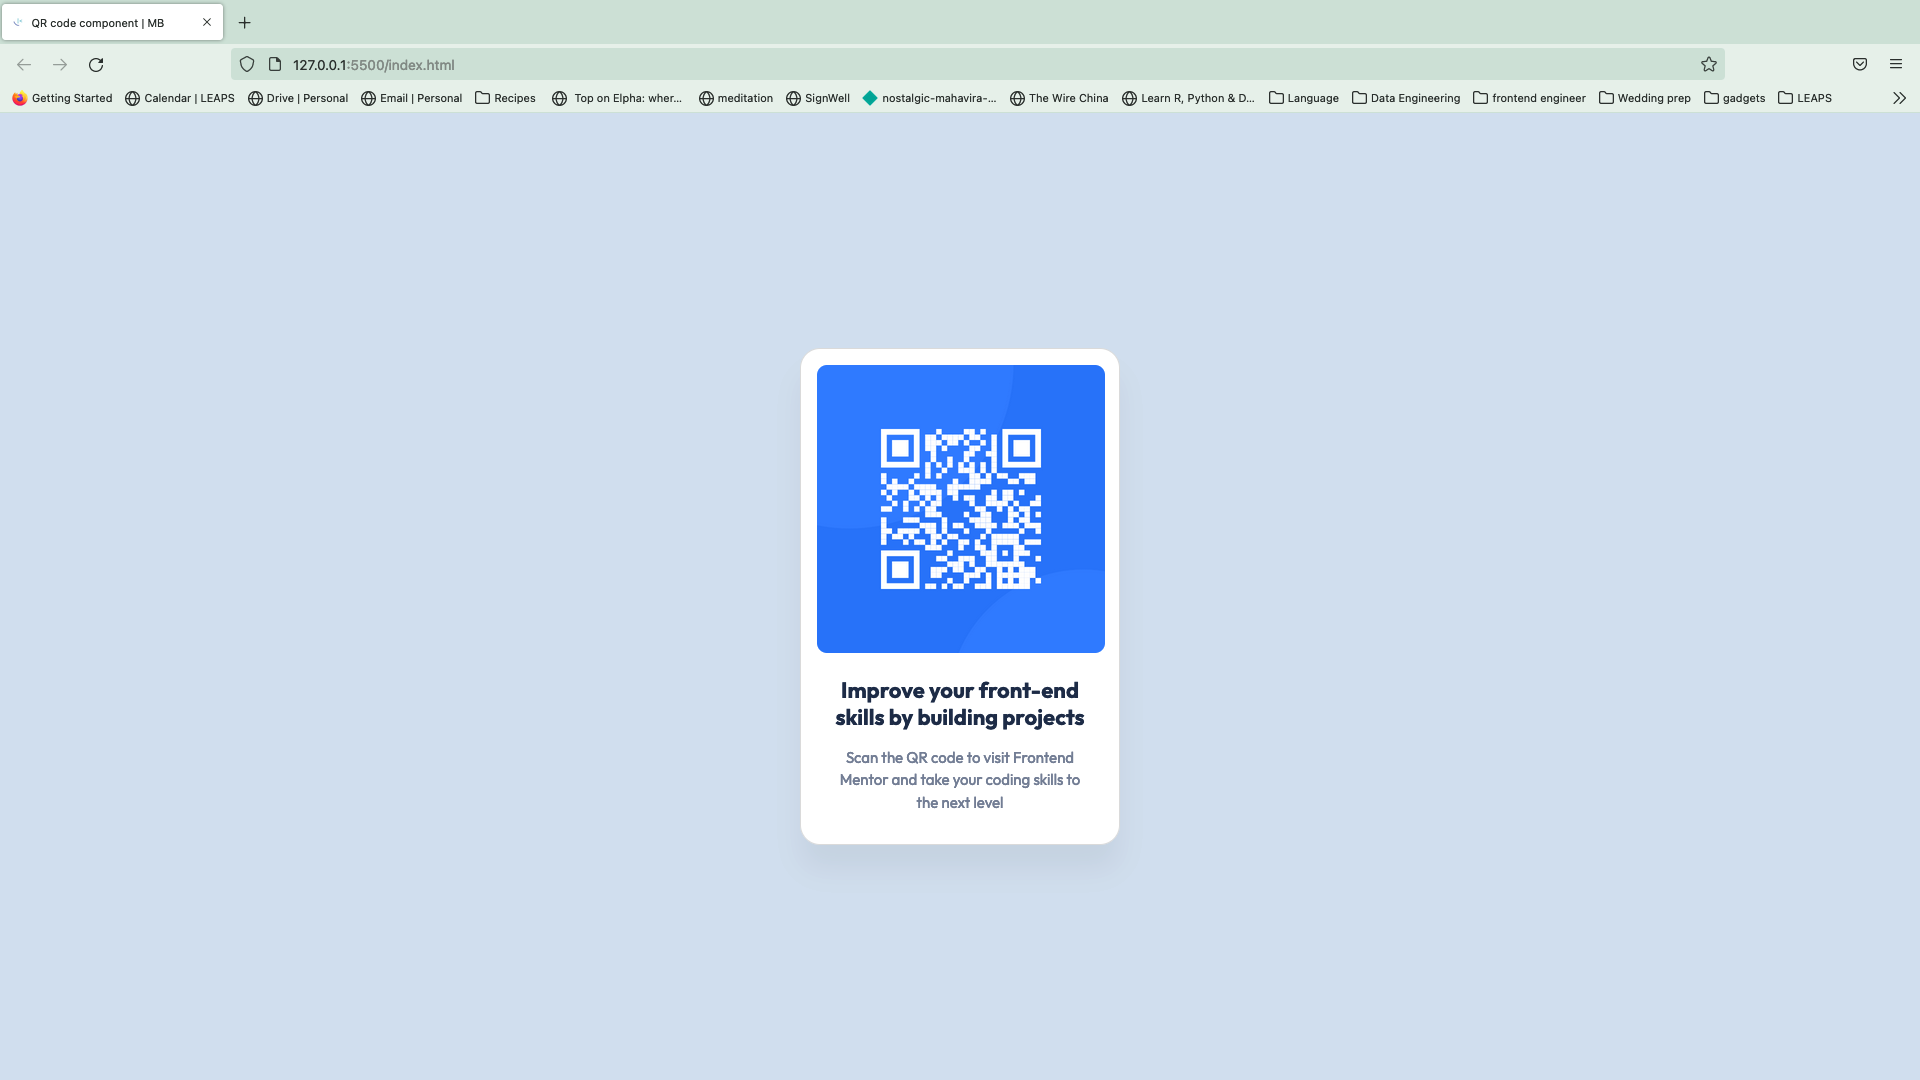 QR code component | MB
127.0.0.1:5500/index.html
Getting Started Calendar | LEAPS Drive | Personal Email | Personal Recipes Top on Elpha: wher... meditation SignWell nostalgic-mahavira-... The Wire China Learn R, Python & D... Language Data Engineering frontend engineer Wedding prep gadgets LEAPS
Improve your front-end
skills by building projects
Scan the QR code to visit Frontend
Mentor and take your coding skills to
the next level